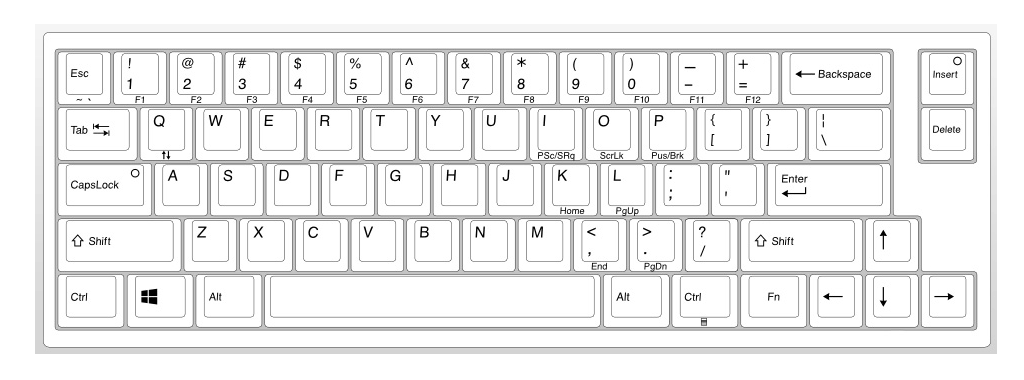 ! @ # $ % ^ & * ( ) — +
Esc 1 2 3 4 5 6 7 8 9 0 - = ← Backspace Insert
~ ` F1 F2 F3 F4 F5 F6 F7 F8 F9 F10 F11 F12
Tab Q W E R T Y U I O P { } ¦ Delete
[ ] \
↑↓ PSc/SRq ScrLk Pus/Brk
CapsLock A S D F G H J K L : " Enter
; '
Home PgUp
Shift Z X C V B N M < > ? Shift ↑
, . /
End PgDn
Ctrl Alt Alt Ctrl Fn ← ↓ →